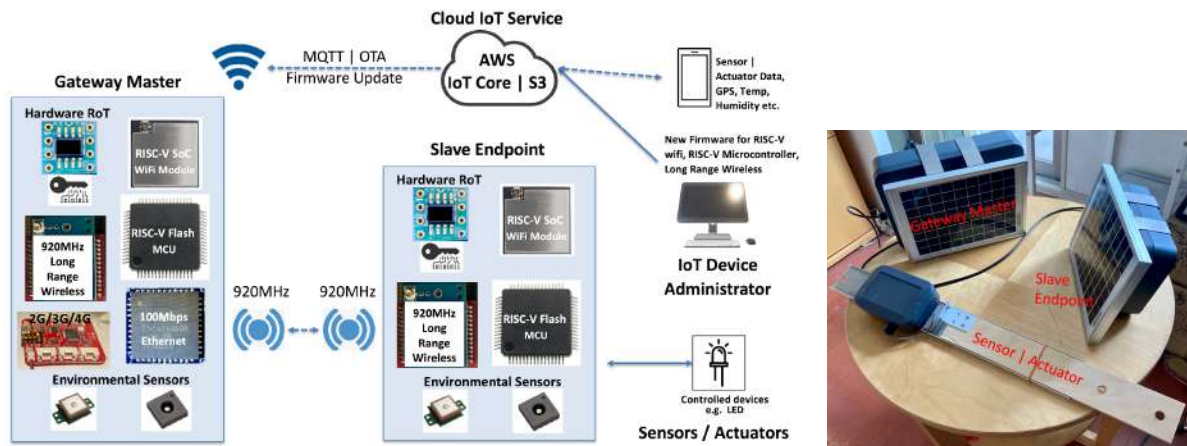 Cloud IoT Service
MQTT | OTA
Firmware Update
AWS
IoT Core | S3
Sensor |
Actuator Data,
GPS, Temp,
Humidity etc.
Gateway Master
Hardware RoT
RISC-V SoC
WiFi Module
920MHz
Long
Range
Wireless
RISC-V Flash
MCU
2G/3G/4G
100Mbps
Ethernet
Environmental Sensors
920MHz
920MHz
Slave Endpoint
Hardware RoT
RISC-V SoC
WiFi Module
920MHz
Long
Range
Wireless
RISC-V Flash
MCU
Environmental Sensors
New Firmware for RISC-V
wifi, RISC-V Microcontroller,
Long Range Wireless
IoT Device
Administrator
Controlled devices
e.g. LED
Sensors / Actuators
Gateway Master
Slave
Endpoint
Sensor | Actuator